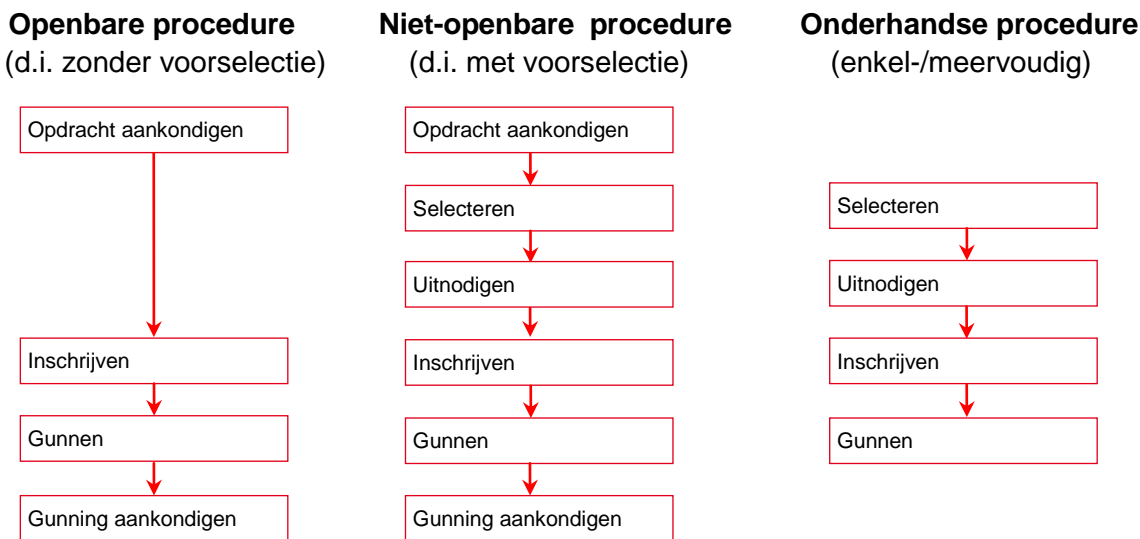 Openbare procedure
(d.i. zonder voorselectie)
Opdracht aankondigen
Inschrijven
Gunnen
Gunning aankondigen
Niet-openbare procedure
(d.i. met voorselectie)
Opdracht aankondigen
Selecteren
Uitnodigen
Inschrijven
Gunnen
Gunning aankondigen
Onderhandse procedure
(enkel-/meervoudig)
Selecteren
Uitnodigen
Inschrijven
Gunnen